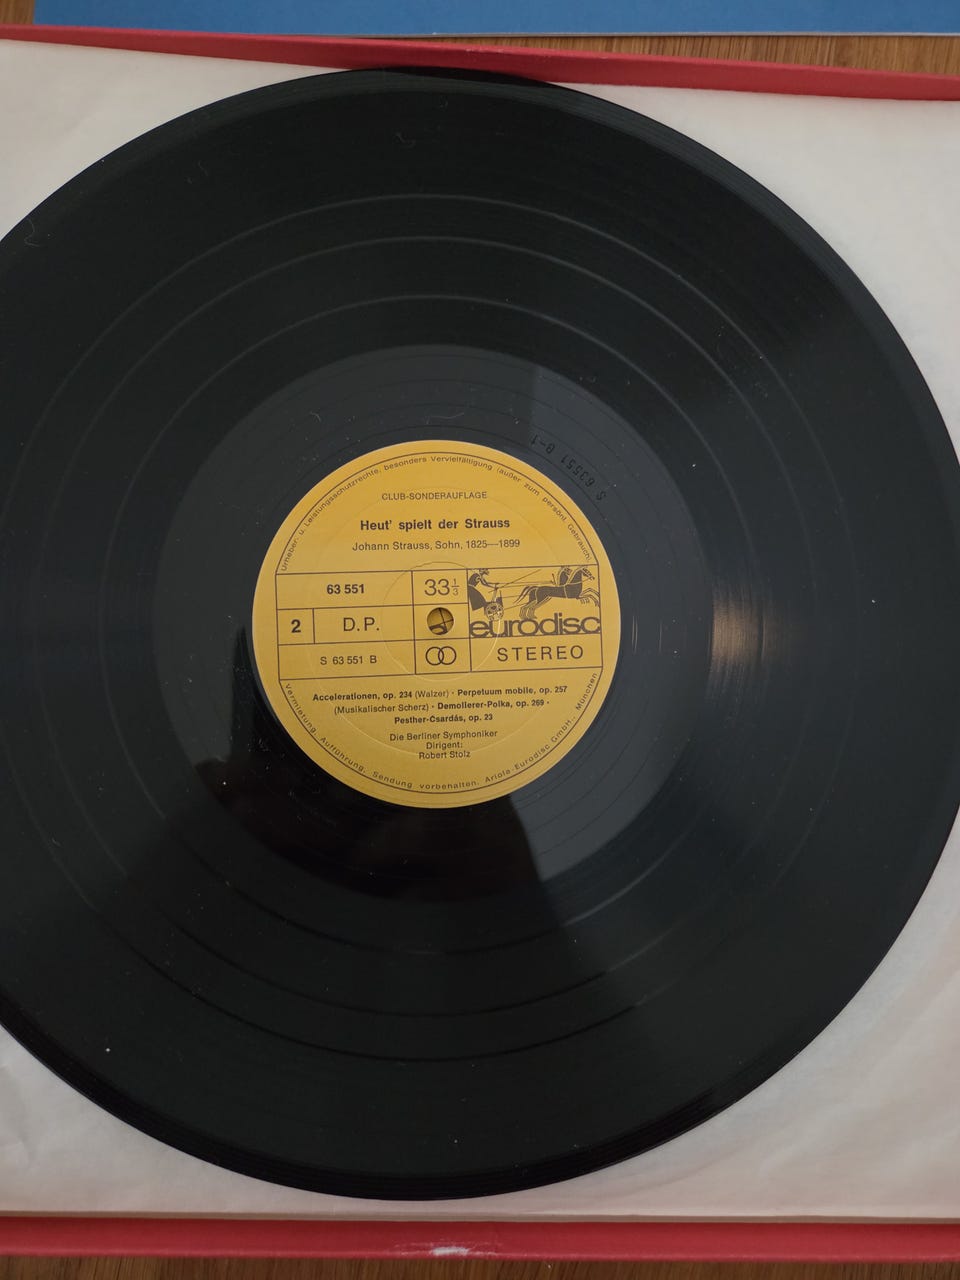 Urheber- u. Leistungsschutzrechte, besonders Vervielfältigung (außer zum persönl. Gebrauch),
CLUB-SONDERAUFLAGE
Heut' spielt der Strauss
Johann Strauss, Sohn, 1825—1899
63 551
33⅓
2
D.P.
eurodisc
S 63 551 B
STEREO
Accelerationen, op. 234 (Walzer) · Perpetuum mobile, op. 257
(Musikalischer Scherz) · Demolierer-Polka, op. 269 ·
Pesther-Csardás, op. 23
Die Berliner Symphoniker
Dirigent:
Robert Stolz
Vermietung, Aufführung, Sendung vorbehalten. Ariola-Eurodisc GmbH., München
S 63551 B-1